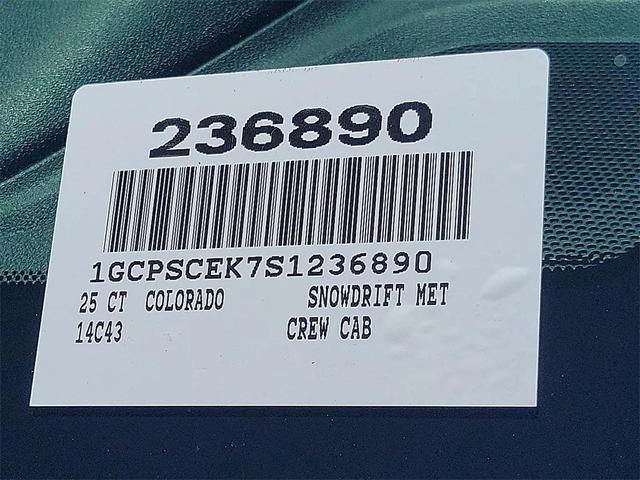 236890
1GCPSCEK7S1236890
25 CT COLORADO SNOWDRIFT MET
14C43 CREW CAB